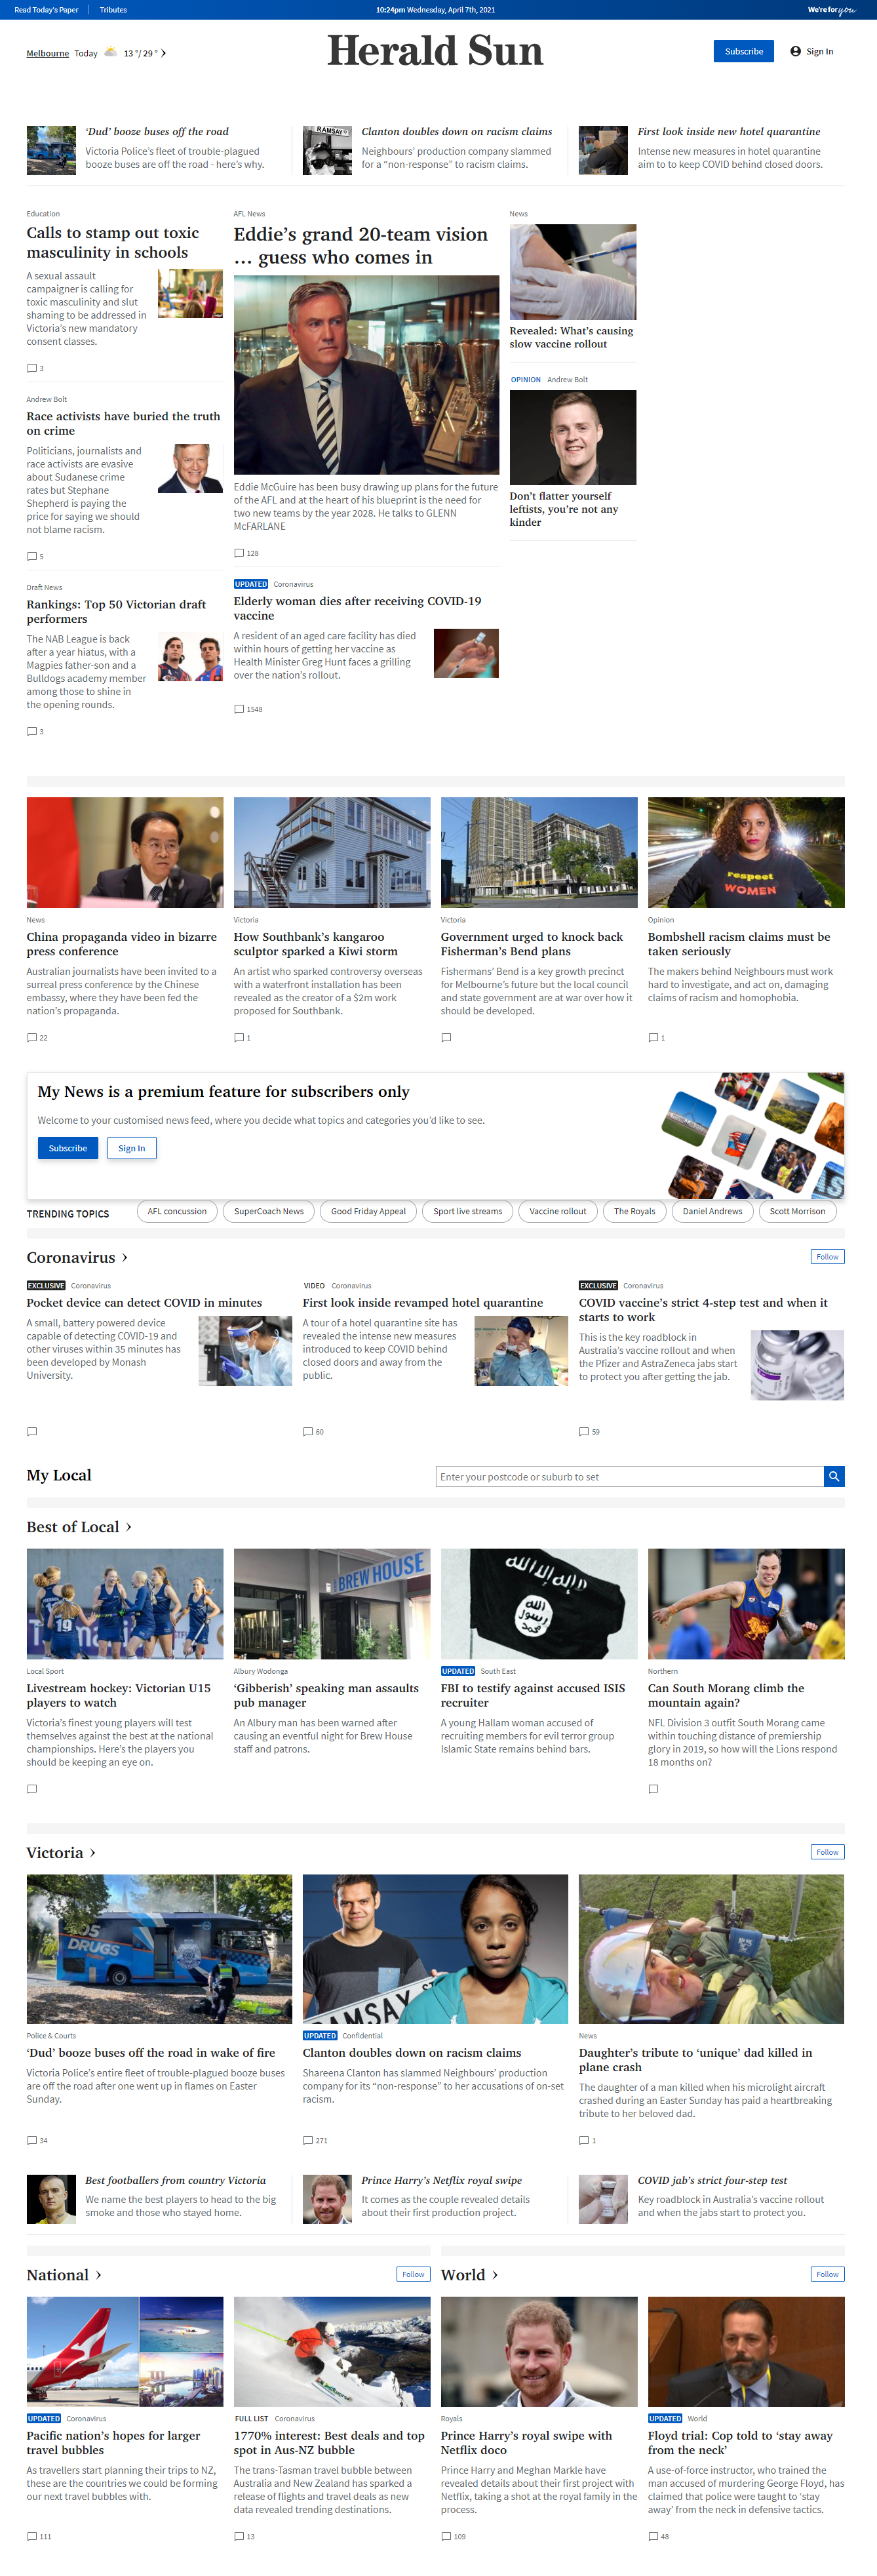 Read Today's Paper
Tributes
10:24pm Wednesday, April 7th, 2021
We're for you
Melbourne Today 13 °/ 29 °
Herald Sun
Subscribe
Sign In
‘Dud’ booze buses off the road
Victoria Police’s fleet of trouble-plagued
booze buses are off the road - here’s why.
RAMSAY
Clanton doubles down on racism claims
Neighbours’ production company slammed
for a “non-response” to racism claims.
First look inside new hotel quarantine
Intense new measures in hotel quarantine
aim to to keep COVID behind closed doors.
Education
Calls to stamp out toxic
masculinity in schools
A sexual assault
campaigner is calling for
toxic masculinity and slut
shaming to be addressed in
Victoria’s new mandatory
consent classes.
3
Andrew Bolt
Race activists have buried the truth
on crime
Politicians, journalists and
race activists are evasive
about Sudanese crime
rates but Stephane
Shepherd is paying the
price for saying we should
not blame racism.
5
Draft News
Rankings: Top 50 Victorian draft
performers
The NAB League is back
after a year hiatus, with a
Magpies father-son and a
Bulldogs academy member
among those to shine in
the opening rounds.
3
AFL News
Eddie’s grand 20-team vision
… guess who comes in
Eddie McGuire has been busy drawing up plans for the future
of the AFL and at the heart of his blueprint is the need for
two new teams by the year 2028. He talks to GLENN
McFARLANE
128
UPDATED Coronavirus
Elderly woman dies after receiving COVID-19
vaccine
A resident of an aged care facility has died
within hours of getting her vaccine as
Health Minister Greg Hunt faces a grilling
over the nation’s rollout.
1548
News
Revealed: What’s causing
slow vaccine rollout
OPINION Andrew Bolt
Don’t flatter yourself
leftists, you’re not any
kinder
News
China propaganda video in bizarre
press conference
Australian journalists have been invited to a
surreal press conference by the Chinese
embassy, where they have been fed the
nation’s propaganda.
22
Victoria
How Southbank’s kangaroo
sculptor sparked a Kiwi storm
An artist who sparked controversy overseas
with a waterfront installation has been
revealed as the creator of a $2m work
proposed for Southbank.
1
Victoria
Government urged to knock back
Fisherman’s Bend plans
Fishermans’ Bend is a key growth precinct
for Melbourne’s future but the local council
and state government are at war over how it
should be developed.
respect
WOMEN
Opinion
Bombshell racism claims must be
taken seriously
The makers behind Neighbours must work
hard to investigate, and act on, damaging
claims of racism and homophobia.
1
My News is a premium feature for subscribers only
Welcome to your customised news feed, where you decide what topics and categories you’d like to see.
Subscribe
Sign In
TRENDING TOPICS
AFL concussion
SuperCoach News
Good Friday Appeal
Sport live streams
Vaccine rollout
The Royals
Daniel Andrews
Scott Morrison
Coronavirus
Follow
EXCLUSIVE Coronavirus
Pocket device can detect COVID in minutes
A small, battery powered device
capable of detecting COVID-19 and
other viruses within 35 minutes has
been developed by Monash
University.
VIDEO Coronavirus
First look inside revamped hotel quarantine
A tour of a hotel quarantine site has
revealed the intense new measures
introduced to keep COVID behind
closed doors and away from the
public.
60
EXCLUSIVE Coronavirus
COVID vaccine’s strict 4-step test and when it
starts to work
This is the key roadblock in
Australia’s vaccine rollout and when
the Pfizer and AstraZeneca jabs start
to protect you after getting the jab.
59
My Local
Enter your postcode or suburb to set
Best of Local
19
Local Sport
Livestream hockey: Victorian U15
players to watch
Victoria’s finest young players will test
themselves against the best at the national
championships. Here’s the players you
should be keeping an eye on.
BREW HOUSE
Albury Wodonga
‘Gibberish’ speaking man assaults
pub manager
An Albury man has been warned after
causing an eventful night for Brew House
staff and patrons.
لا إله إلا الله
الله
رسول
محمد
UPDATED South East
FBI to testify against accused ISIS
recruiter
A young Hallam woman accused of
recruiting members for evil terror group
Islamic State remains behind bars.
Northern
Can South Morang climb the
mountain again?
NFL Division 3 outfit South Morang came
within touching distance of premiership
glory in 2019, so how will the Lions respond
18 months on?
Victoria
Follow
DRUGS
Police & Courts
‘Dud’ booze buses off the road in wake of fire
Victoria Police’s entire fleet of trouble-plagued booze buses
are off the road after one went up in flames on Easter
Sunday.
34
RAMSAY S
UPDATED Confidential
Clanton doubles down on racism claims
Shareena Clanton has slammed Neighbours’ production
company for its “non-response” to her accusations of on-set
racism.
271
News
Daughter’s tribute to ‘unique’ dad killed in
plane crash
The daughter of a man killed when his microlight aircraft
crashed during an Easter Sunday has paid a heartbreaking
tribute to her beloved dad.
1
Best footballers from country Victoria
We name the best players to head to the big
smoke and those who stayed home.
Prince Harry’s Netflix royal swipe
It comes as the couple revealed details
about their first production project.
COVID jab’s strict four-step test
Key roadblock in Australia’s vaccine rollout
and when the jabs start to protect you.
National
Follow
UPDATED Coronavirus
Pacific nation’s hopes for larger
travel bubbles
As travellers start planning their trips to NZ,
these are the countries we could be forming
our next travel bubbles with.
111
FULL LIST Coronavirus
1770% interest: Best deals and top
spot in Aus-NZ bubble
The trans-Tasman travel bubble between
Australia and New Zealand has sparked a
release of flights and travel deals as new
data revealed trending destinations.
13
World
Follow
Royals
Prince Harry’s royal swipe with
Netflix doco
Prince Harry and Meghan Markle have
revealed details about their first project with
Netflix, taking a shot at the royal family in the
process.
109
UPDATED World
Floyd trial: Cop told to ‘stay away
from the neck’
A use-of-force instructor, who trained the
man accused of murdering George Floyd, has
claimed that police were taught to ‘stay
away’ from the neck in defensive tactics.
48